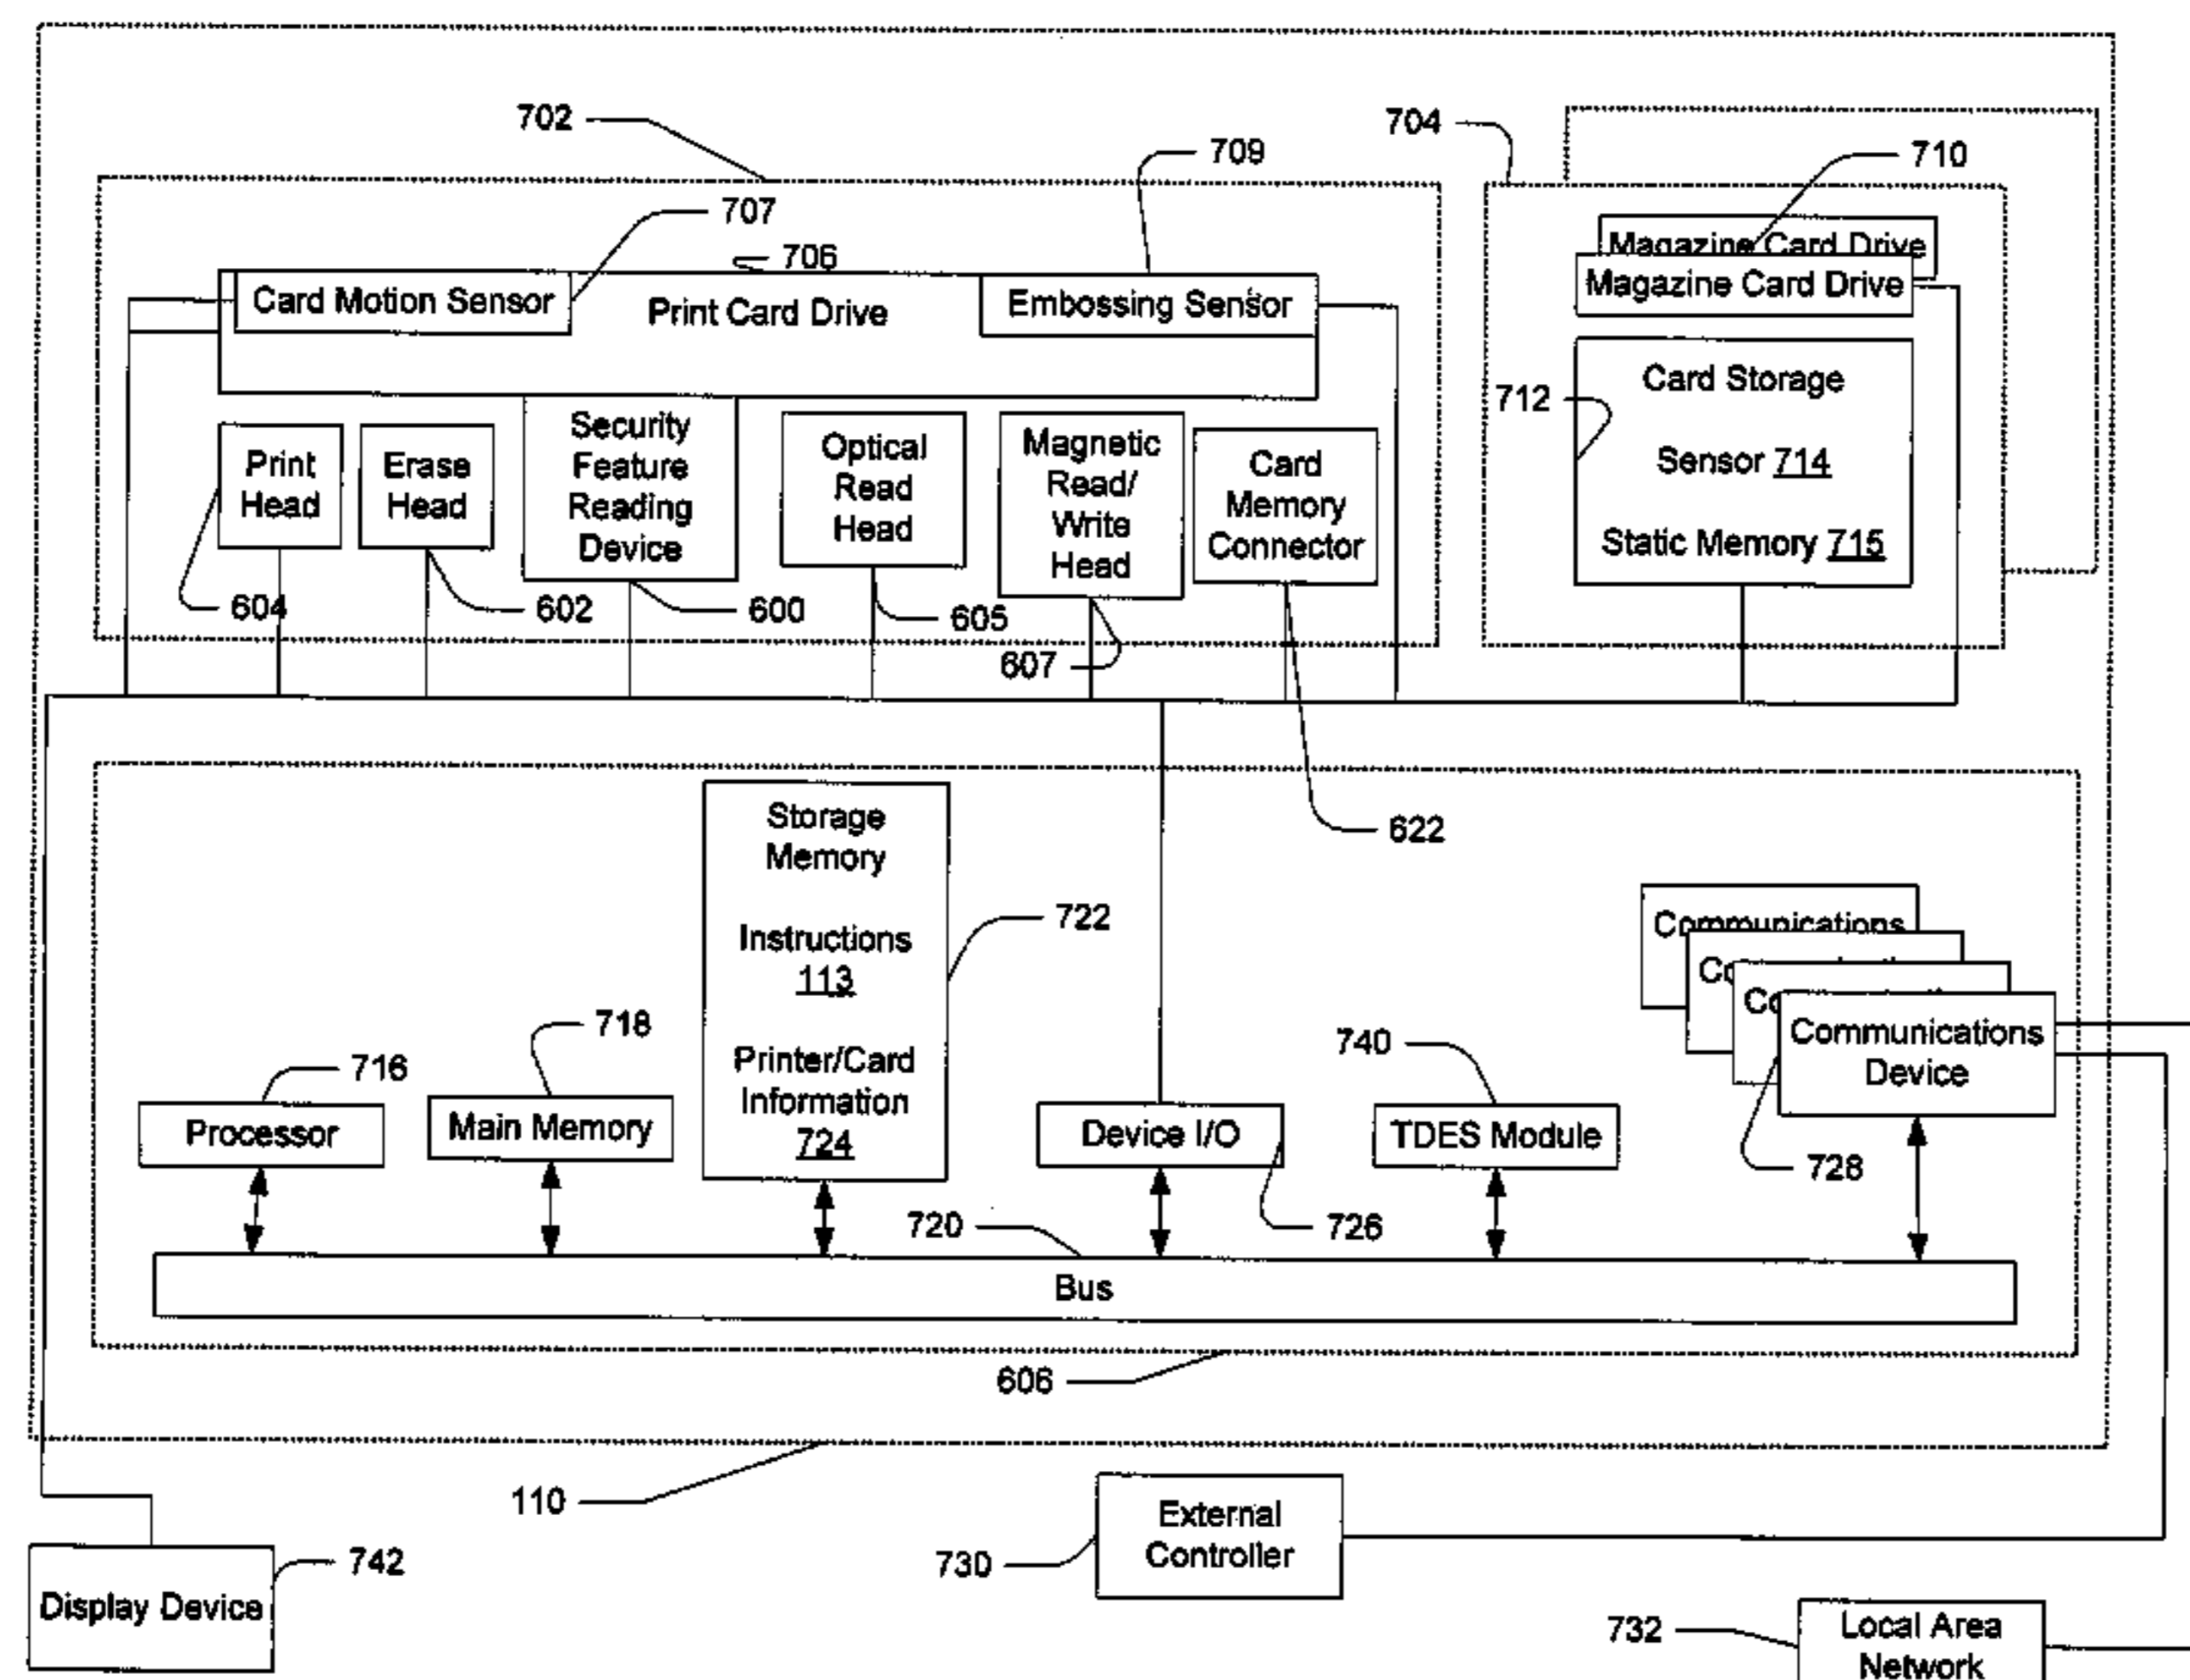 702
704
709
710
707
706
Magazine Card Drive
Magazine Card Drive
Card Motion Sensor
Print Card Drive
Embossing Sensor
Card Storage
712
Sensor 714
Static Memory 715
Print
Head
Erase
Head
Security
Feature
Reading
Device
Optical
Read
Head
Magnetic
Read/
Write
Head
Card
Memory
Connector
604
602
600
605
607
622
Storage
Memory
Instructions
113
Printer/Card
Information
724
722
716
718
740
Communications
Co
Co
Communications
Device
Processor
Main Memory
Device I/O
TDES Module
728
720
726
Bus
606
110
External
Controller
730
742
Display Device
732
Local Area
Network